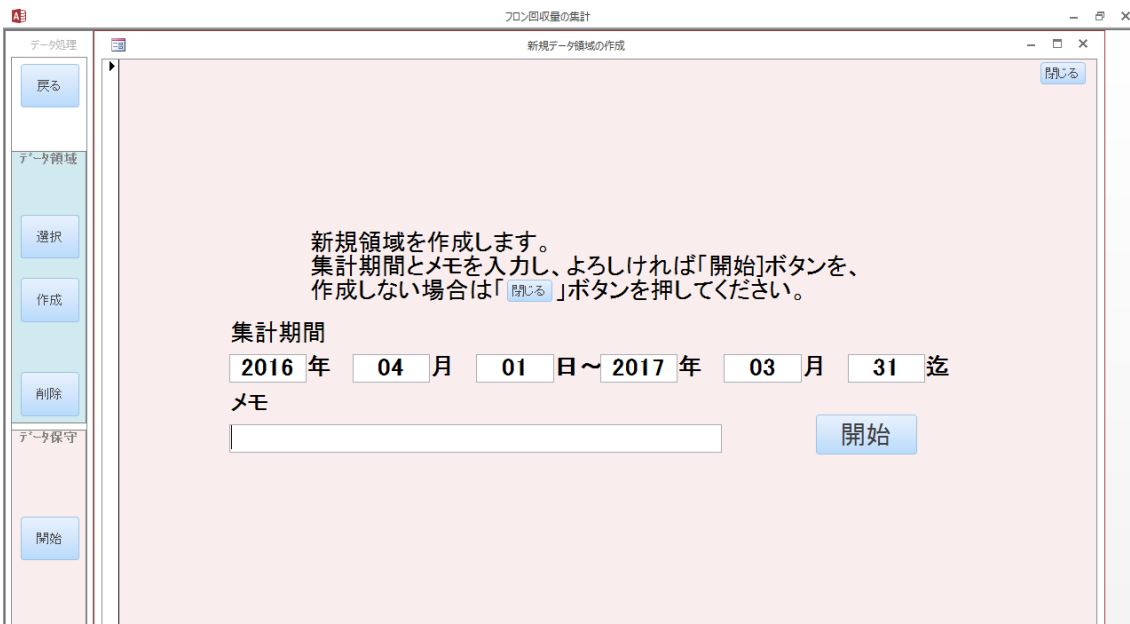 フロン回収量の集計
データ処理
新規データ領域の作成
戻る
閉じる
データ領域
選択
作成
削除
データ保守
開始
新規領域を作成します。
集計期間とメモを入力し、よろしければ「開始]ボタンを、
作成しない場合は「閉じる」ボタンを押してください。
集計期間
2016 年 04 月 01 日～ 2017 年 03 月 31 迄
メモ
開始